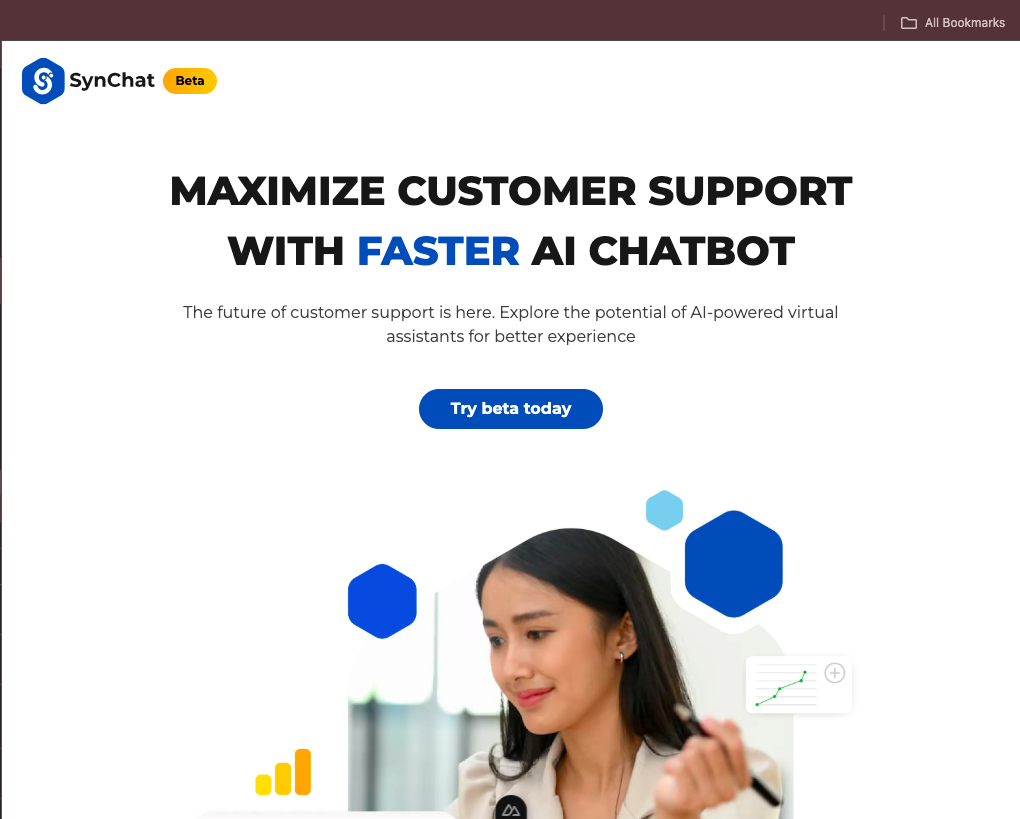 All Bookmarks
SynChat Beta
MAXIMIZE CUSTOMER SUPPORT
WITH FASTER AI CHATBOT
The future of customer support is here. Explore the potential of AI-powered virtual
assistants for better experience
Try beta today